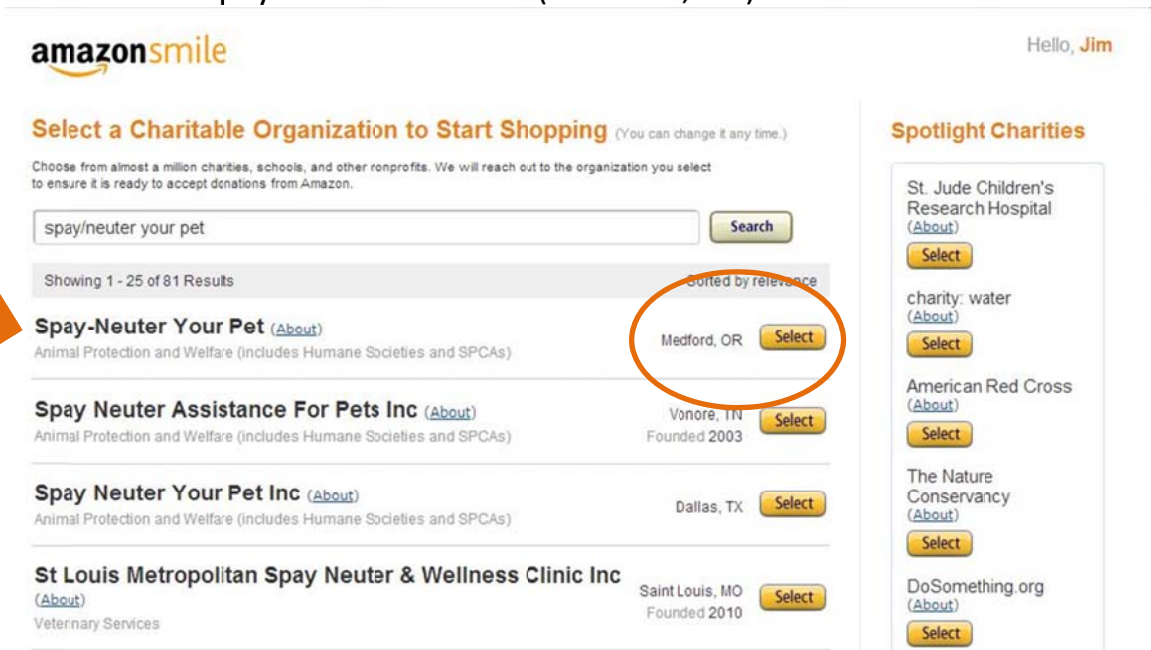 amazonsmile
Hello, Jim
Select a Charitable Organization to Start Shopping (You can change it any time.)
Choose from almost a million charities, schools, and other ronprofits. We will reach out to the organization you select
to ensure it is ready to accept donations from Amazon.
spay/neuter your pet
Search
Showing 1 - 25 of 81 Results
Sorted by relevance
Spay-Neuter Your Pet (About)
Animal Protection and Welfare (includes Humane Societies and SPCAs)
Medford, OR
Select
Spay Neuter Assistance For Pets Inc (About)
Animal Protection and Welfare (includes Humane Societies and SPCAs)
Vonore, TN
Founded 2003
Select
Spay Neuter Your Pet Inc (About)
Animal Protection and Welfare (includes Humane Societies and SPCAs)
Dallas, TX
Select
St Louis Metropolitan Spay Neuter & Wellness Clinic Inc
(About)
Veternary Services
Saint Louis, MO
Founded 2010
Select
Spotlight Charities
St. Jude Children's
Research Hospital
(About)
Select
charity: water
(About)
Select
American Red Cross
(About)
Select
The Nature
Conservancy
(About)
Select
DoSomething.org
(About)
Select